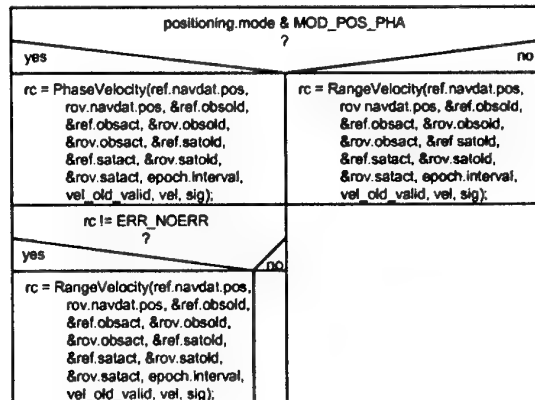 positioning.mode & MOD_POS_PHA
?
yes
no
rc = PhaseVelocity(ref.navdat.pos,
rov.navdat.pos, &ref.obsold,
&ref.obsact, &rov.obsold,
&rov.obsact, &ref.satold,
&ref.satact, &rov.satold,
&rov.satact, epoch.interval,
vel_old_valid, vel, sig);
rc = RangeVelocity(ref.navdat.pos,
rov navdat.pos, &ref.obsold,
&ref.obsact, &rov.obsold,
&rov.obsact, &ref satold,
&ref.satact, &rov.satold,
&rov.satact, epoch.interval,
vel_old_valid, vel, sig);
rc != ERR_NOERR
?
yes
no
rc = RangeVelocity(ref.navdat.pos,
rov.navdat.pos, &ref.obsold,
&ref.obsact, &rov.obsold,
&rov.obsact, &ref.satold,
&ref.satact, &rov.satold,
&rov.satact, epoch.interval,
vel_old_valid, vel, sig);